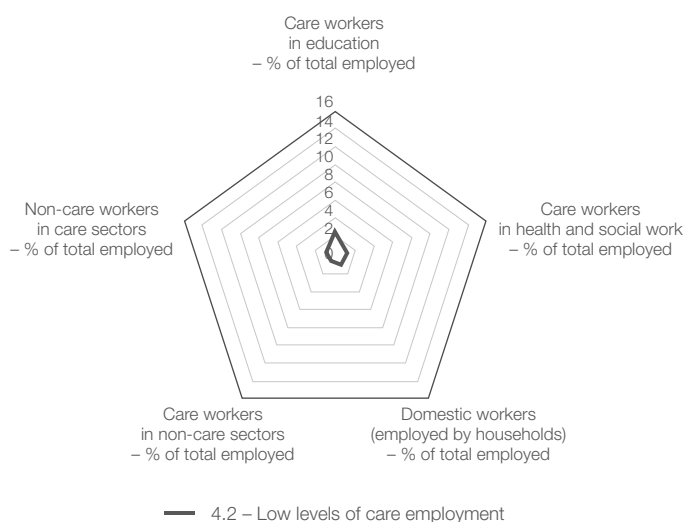 Care workers
in education
– % of total employed
16
14
12
10
8
6
4
2
0
Non-care workers
in care sectors
– % of total employed
Care workers
in health and social work
– % of total employed
Care workers
in non-care sectors
– % of total employed
Domestic workers
(employed by households)
– % of total employed
4.2 – Low levels of care employment